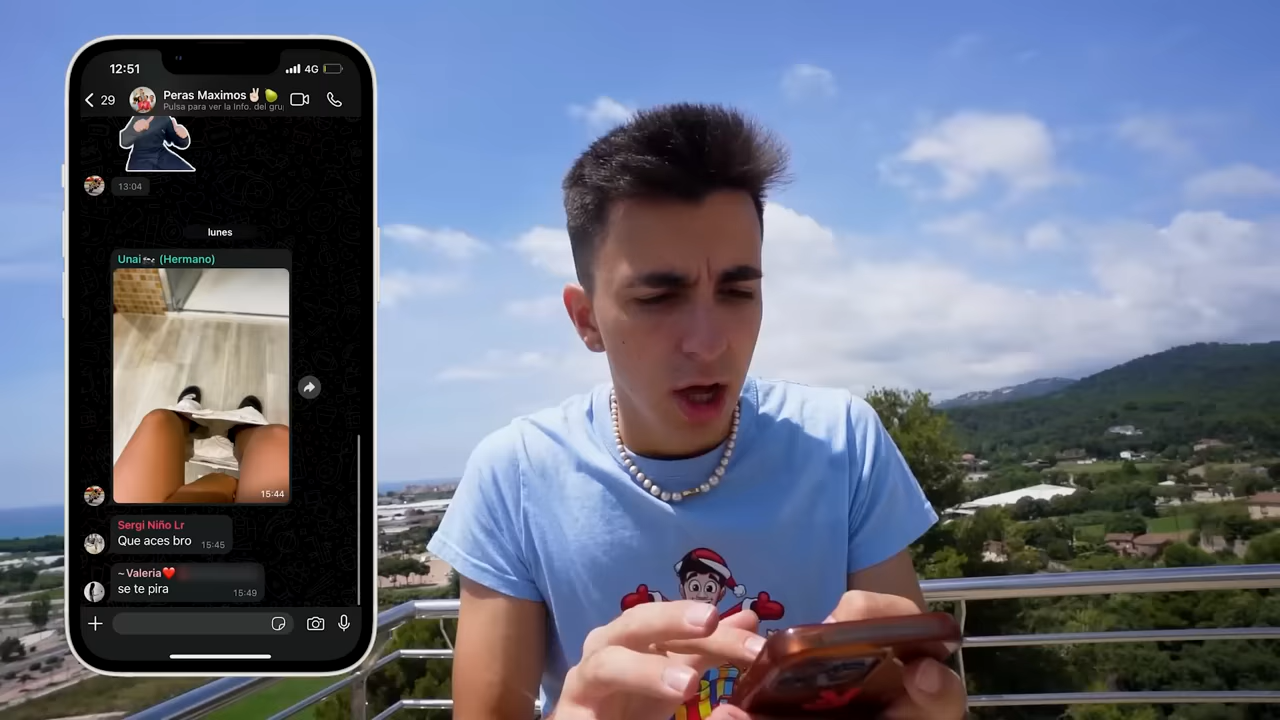 12:51
4G
29
Peras Maximos✌🏻🍐
Pulsa para ver la Info. del gru
13:04
lunes
Unai (Hermano)
15:44
Sergi Niño Lr
Que aces bro
15:45
~Valeria❤️
se te pira
15:49